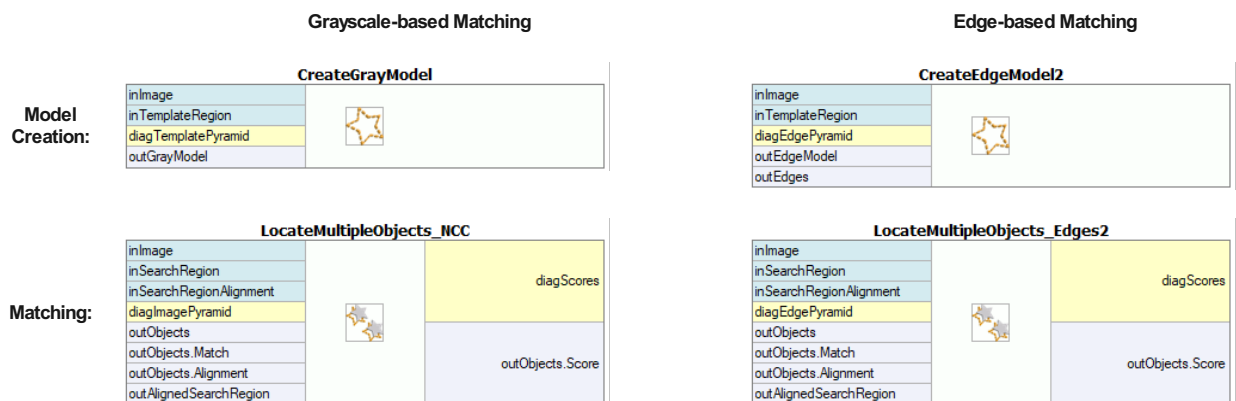 Grayscale-based Matching
Edge-based Matching
Model
Creation:
CreateGrayModel
inImage
inTemplateRegion
diagTemplatePyramid
outGrayModel
CreateEdgeModel2
inImage
inTemplateRegion
diagEdgePyramid
outEdgeModel
outEdges
Matching:
LocateMultipleObjects_NCC
inImage
inSearchRegion
inSearchRegionAlignment
diagImagePyramid
outObjects
outObjects.Match
outObjects.Alignment
outAlignedSearchRegion
diagScores
outObjects.Score
LocateMultipleObjects_Edges2
inImage
inSearchRegion
inSearchRegionAlignment
diagEdgePyramid
outObjects
outObjects.Match
outObjects.Alignment
outAlignedSearchRegion
diagScores
outObjects.Score